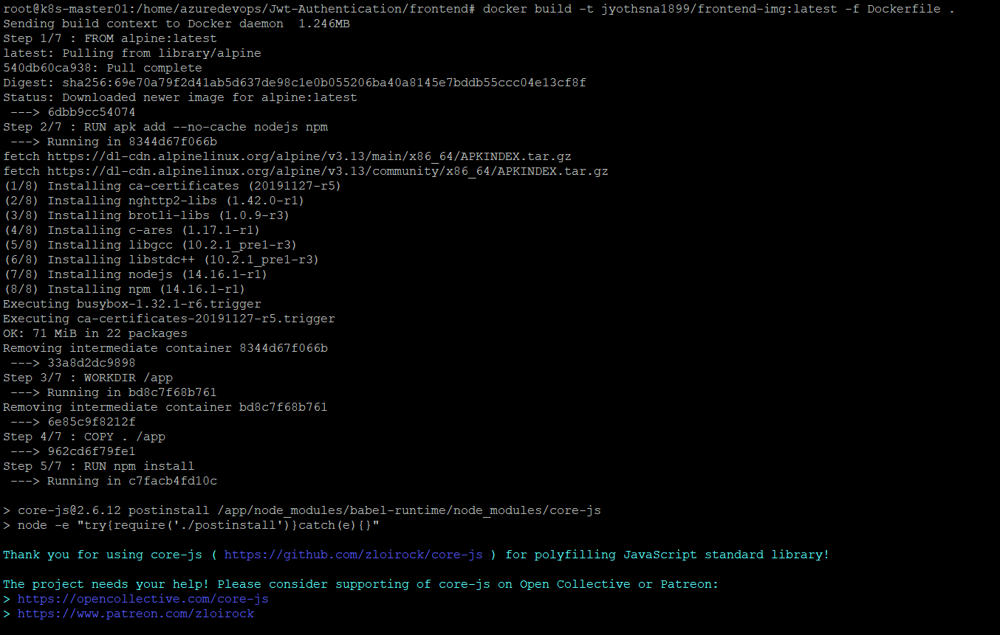 root@k8s-master01:/home/azuredevops/Jwt-Authentication/frontend# docker build -t jyothsna1899/frontend-img:latest -f Dockerfile .
Sending build context to Docker daemon  1.246MB
Step 1/7 : FROM alpine:latest
latest: Pulling from library/alpine
540db60ca938: Pull complete
Digest: sha256:69e70a79f2d41ab5d637de98c1e0b055206ba40a8145e7bddb55ccc04e13cf8f
Status: Downloaded newer image for alpine:latest
 ---> 6dbb9cc54074
Step 2/7 : RUN apk add --no-cache nodejs npm
 ---> Running in 8344d67f066b
fetch https://dl-cdn.alpinelinux.org/alpine/v3.13/main/x86_64/APKINDEX.tar.gz
fetch https://dl-cdn.alpinelinux.org/alpine/v3.13/community/x86_64/APKINDEX.tar.gz
(1/8) Installing ca-certificates (20191127-r5)
(2/8) Installing nghttp2-libs (1.42.0-r1)
(3/8) Installing brotli-libs (1.0.9-r3)
(4/8) Installing c-ares (1.17.1-r1)
(5/8) Installing libgcc (10.2.1_pre1-r3)
(6/8) Installing libstdc++ (10.2.1_pre1-r3)
(7/8) Installing nodejs (14.16.1-r1)
(8/8) Installing npm (14.16.1-r1)
Executing busybox-1.32.1-r6.trigger
Executing ca-certificates-20191127-r5.trigger
OK: 71 MiB in 22 packages
Removing intermediate container 8344d67f066b
 ---> 33a8d2dc9898
Step 3/7 : WORKDIR /app
 ---> Running in bd8c7f68b761
Removing intermediate container bd8c7f68b761
 ---> 6e85c9f8212f
Step 4/7 : COPY . /app
 ---> 962cd6f79fe1
Step 5/7 : RUN npm install
 ---> Running in c7facb4fd10c
> core-js@2.6.12 postinstall /app/node_modules/babel-runtime/node_modules/core-js
> node -e "try{require('./postinstall')}catch(e){}"
Thank you for using core-js ( https://github.com/zloirock/core-js ) for polyfilling JavaScript standard library!
The project needs your help! Please consider supporting of core-js on Open Collective or Patreon:
> https://opencollective.com/core-js
> https://www.patreon.com/zloirock